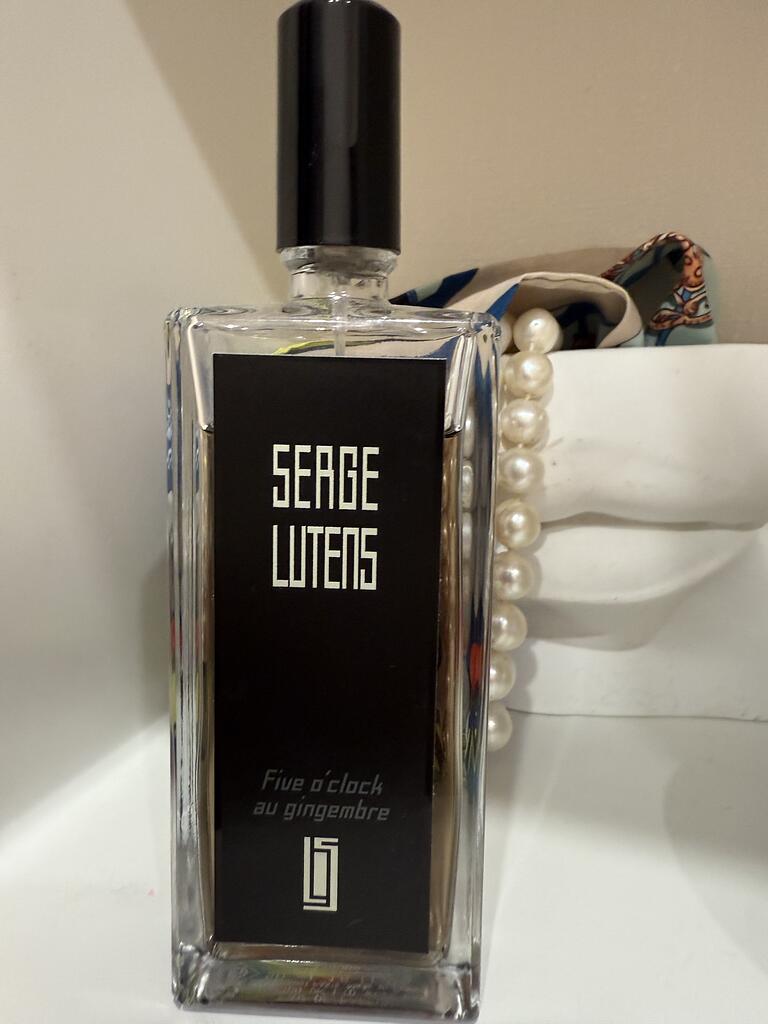 SERGE
LUTENS
Five o'clock
au gingembre